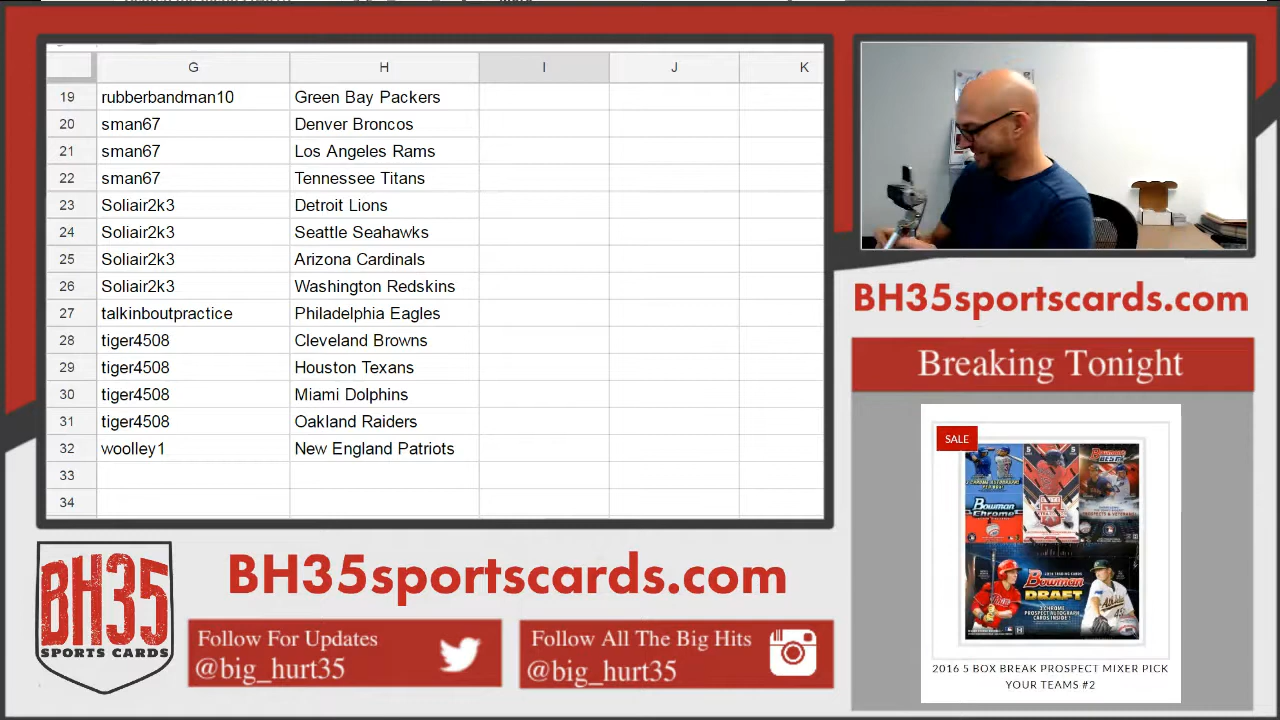 G H I J K
19 rubberbandman10 Green Bay Packers
20 sman67 Denver Broncos
21 sman67 Los Angeles Rams
22 sman67 Tennessee Titans
23 Soliair2k3 Detroit Lions
24 Soliair2k3 Seattle Seahawks
25 Soliair2k3 Arizona Cardinals
26 Soliair2k3 Washington Redskins
27 talkinboutpractice Philadelphia Eagles
28 tiger4508 Cleveland Browns
29 tiger4508 Houston Texans
30 tiger4508 Miami Dolphins
31 tiger4508 Oakland Raiders
32 woolley1 New England Patriots
33
34
BH35sportscards.com
Breaking Tonight
SALE
Bowman
CHROME
BOWMAN'S
BEST
Bowman
DRAFT
2016 5 BOX BREAK PROSPECT MIXER PICK
YOUR TEAMS #2
BH35
SPORTS CARDS
BH35sportscards.com
Follow For Updates
@big_hurt35
Follow All The Big Hits
@big_hurt35